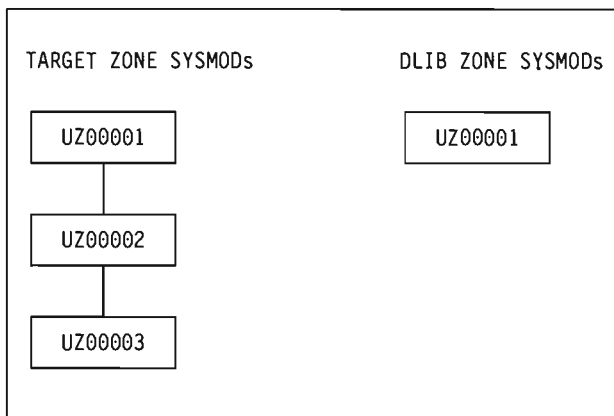 TARGET ZONE SYSMODs
DLIB ZONE SYSMODs
UZ00001
UZ00001
UZ00002
UZ00003